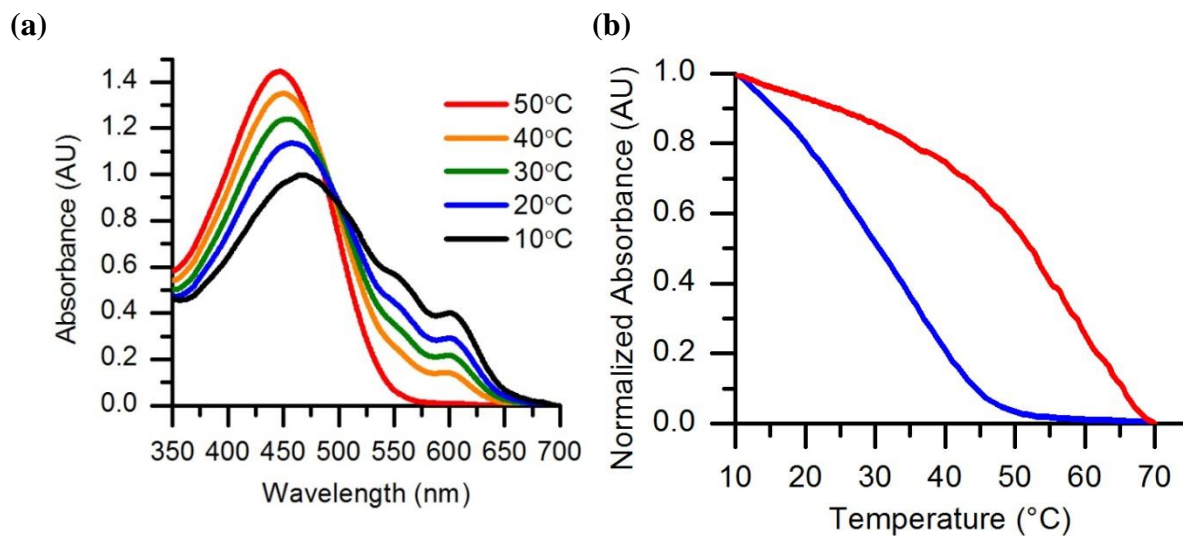 (a)
Absorbance (AU)
1.4
1.2
1.0
0.8
0.6
0.4
0.2
0.0
50°C
40°C
30°C
20°C
10°C
350 400 450 500 550 600 650 700
Wavelength (nm)
(b)
Normalized Absorbance (AU)
1.0
0.8
0.6
0.4
0.2
0.0
10 20 30 40 50 60 70
Temperature (°C)